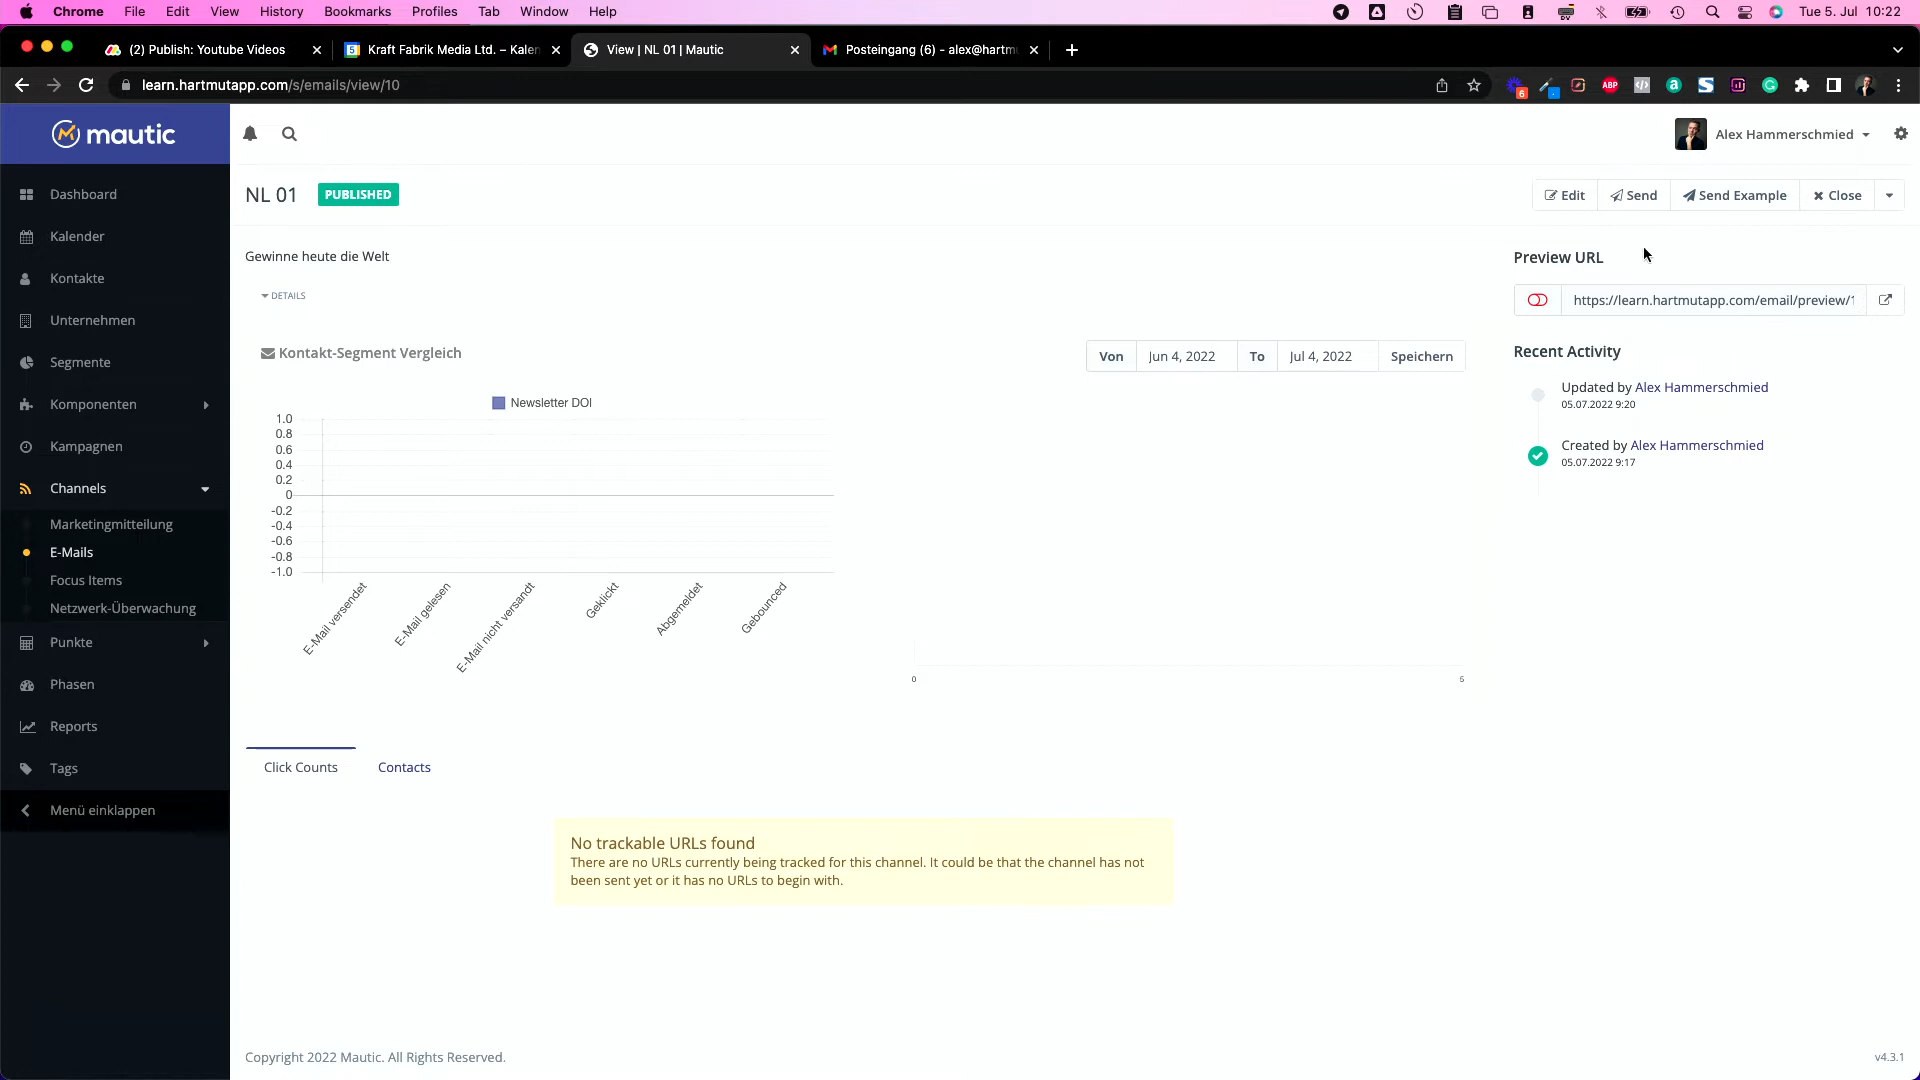 Chrome File Edit View History Bookmarks Profiles Tab Window Help Tue 5. Jul 10:22
(2) Publish: Youtube Videos
Kraft Fabrik Media Ltd. – Kalen
View | NL 01 | Mautic
Posteingang (6) - alex@hartm
learn.hartmutapp.com/s/emails/view/10
mautic
Alex Hammerschmied
Dashboard
Kalender
Kontakte
Unternehmen
Segmente
Komponenten
Kampagnen
Channels
Marketingmitteilung
E-Mails
Focus Items
Netzwerk-Überwachung
Punkte
Phasen
Reports
Tags
Menü einklappen
NL 01 PUBLISHED
Edit Send Send Example Close
Gewinne heute die Welt
DETAILS
Kontakt-Segment Vergleich
Von Jun 4, 2022 To Jul 4, 2022 Speichern
Newsletter DOI
1.0
0.8
0.6
0.4
0.2
0
-0.2
-0.4
-0.6
-0.8
-1.0
E-Mail versendet
E-Mail gelesen
E-Mail nicht versandt
Geklickt
Abgemeldet
Gebounced
0 5
Preview URL
https://learn.hartmutapp.com/email/preview/1
Recent Activity
Updated by Alex Hammerschmied
05.07.2022 9:20
Created by Alex Hammerschmied
05.07.2022 9:17
Click Counts Contacts
No trackable URLs found
There are no URLs currently being tracked for this channel. It could be that the channel has not
been sent yet or it has no URLs to begin with.
Copyright 2022 Mautic. All Rights Reserved.
v4.3.1